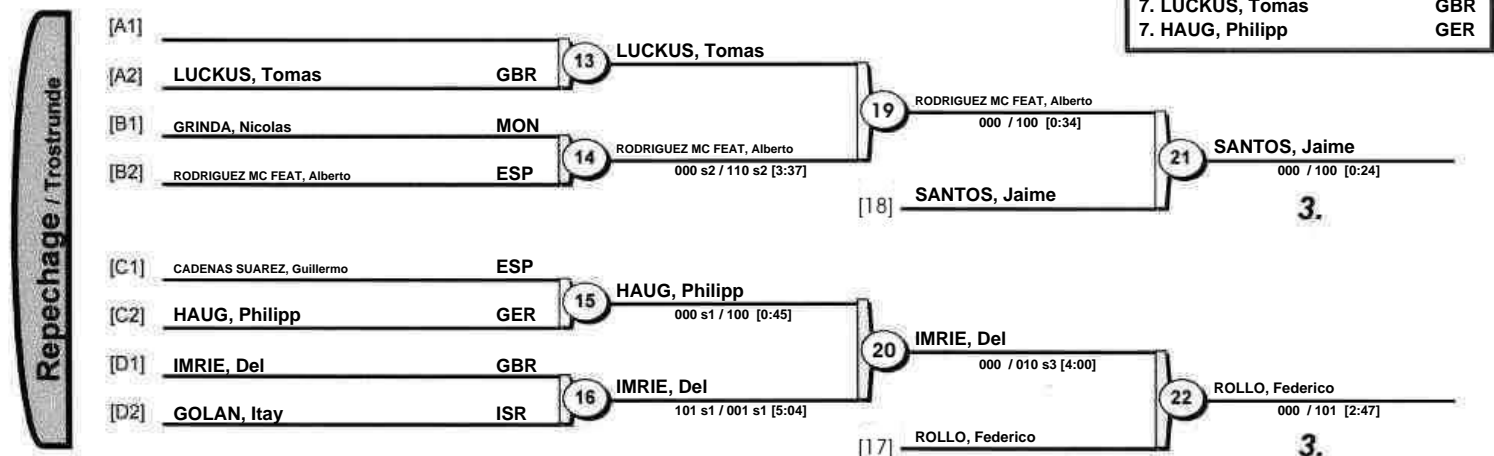 7. LUCKUS, Tomas GBR
7. HAUG, Philipp GER
Repechage / Trostrunde
[A1]
[A2] LUCKUS, Tomas GBR
13
LUCKUS, Tomas
[B1] GRINDA, Nicolas MON
[B2] RODRIGUEZ MC FEAT, Alberto ESP
14
RODRIGUEZ MC FEAT, Alberto
000 s2 / 110 s2 [3:37]
19
RODRIGUEZ MC FEAT, Alberto
000 / 100 [0:34]
[18] SANTOS, Jaime
21
SANTOS, Jaime
000 / 100 [0:24]
3.
[C1] CADENAS SUAREZ, Guillermo ESP
[C2] HAUG, Philipp GER
15
HAUG, Philipp
000 s1 / 100 [0:45]
[D1] IMRIE, Del GBR
[D2] GOLAN, Itay ISR
16
IMRIE, Del
101 s1 / 001 s1 [5:04]
20
IMRIE, Del
000 / 010 s3 [4:00]
[17] ROLLO, Federico
22
ROLLO, Federico
000 / 101 [2:47]
3.